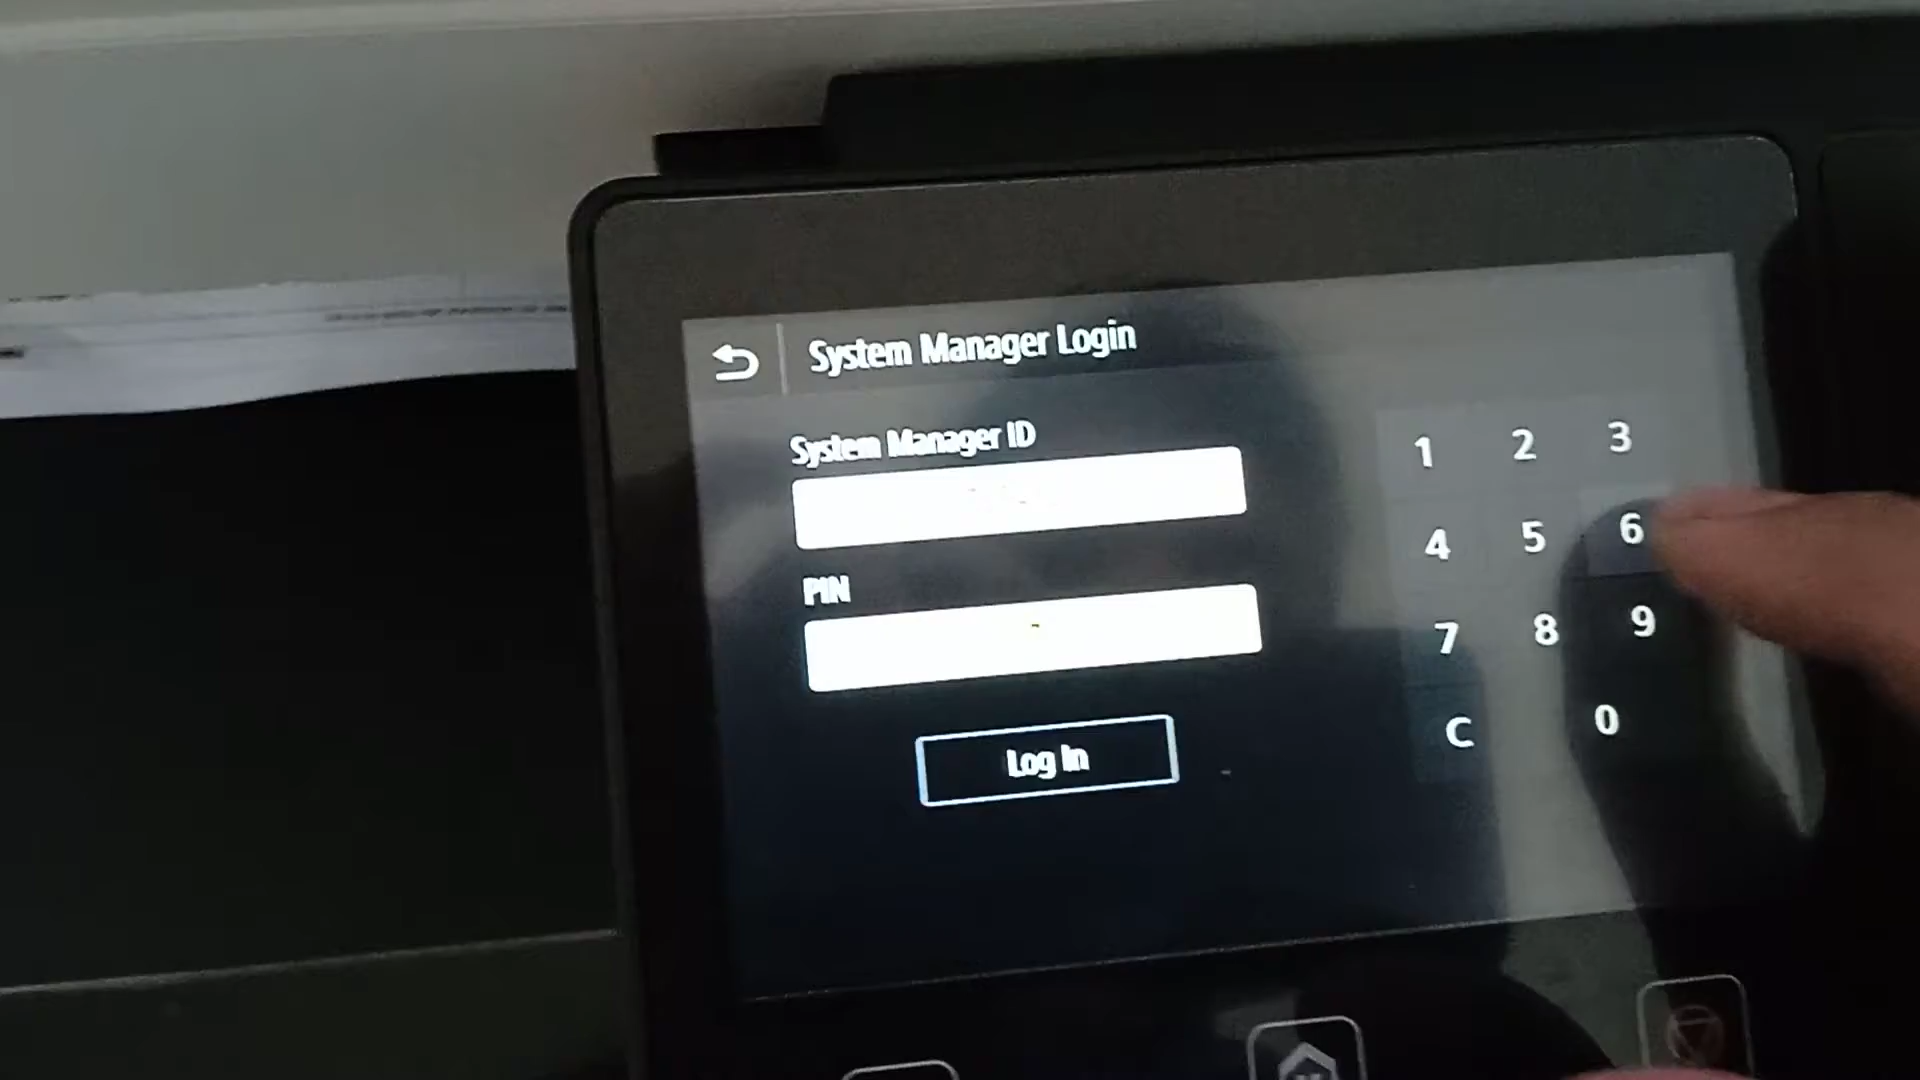 System Manager Login
System Manager ID
1 2 3
4 5 6
PIN
7 8 9
Log In
C 0